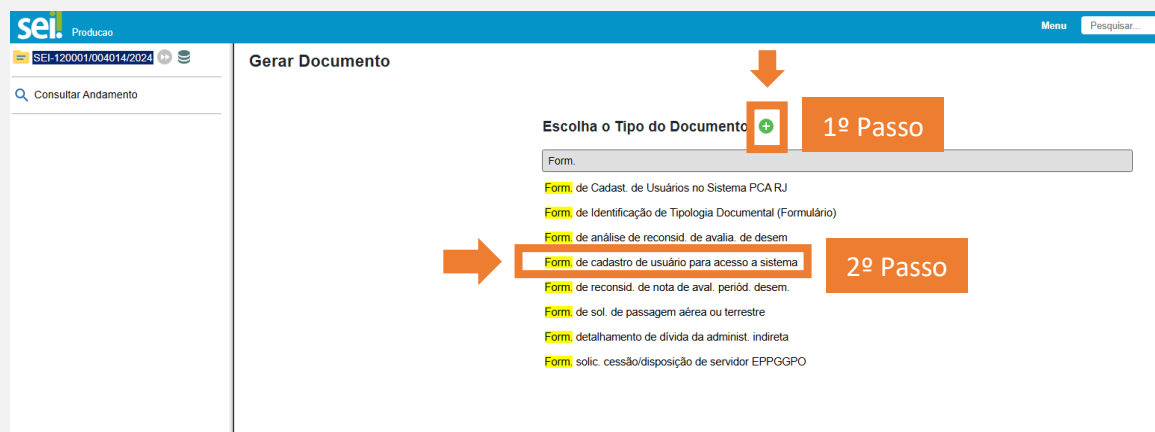 sei! Producao
Menu Pesquisar...
SEI-120001/004014/2024
Consultar Andamento
Gerar Documento
Escolha o Tipo do Documento
1º Passo
Form.
Form. de Cadast. de Usuários no Sistema PCA RJ
Form. de Identificação de Tipologia Documental (Formulário)
Form. de análise de reconsid. de avalia. de desem
Form. de cadastro de usuário para acesso a sistema
2º Passo
Form. de reconsid. de nota de aval. periód. desem.
Form. de sol. de passagem aérea ou terrestre
Form. detalhamento de dívida da administ. indireta
Form. solic. cessão/disposição de servidor EPPGGPO